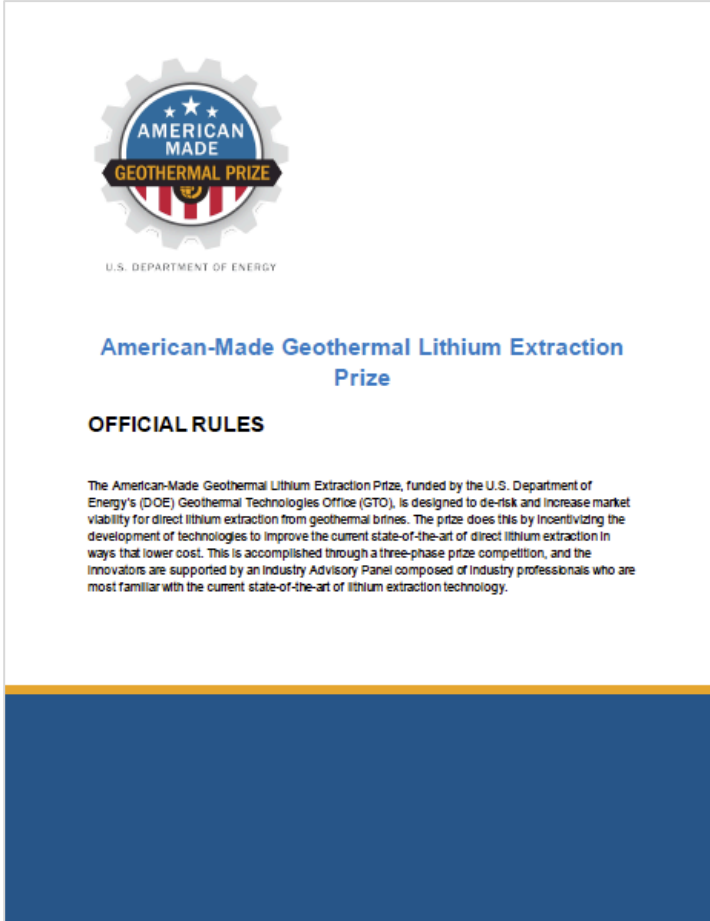 AMERICAN
MADE
GEOTHERMAL PRIZE
U.S. DEPARTMENT OF ENERGY
American-Made Geothermal Lithium Extraction
Prize
OFFICIAL RULES
The American-Made Geothermal Lithium Extraction Prize, funded by the U.S. Department of
Energy's (DOE) Geothermal Technologies Office (GTO), is designed to de-risk and increase market
viability for direct lithium extraction from geothermal brines. The prize does this by incentivizing the
development of technologies to improve the current state-of-the-art of direct lithium extraction in
ways that lower cost. This is accomplished through a three-phase prize competition, and the
innovators are supported by an Industry Advisory Panel composed of industry professionals who are
most familiar with the current state-of-the-art of lithium extraction technology.